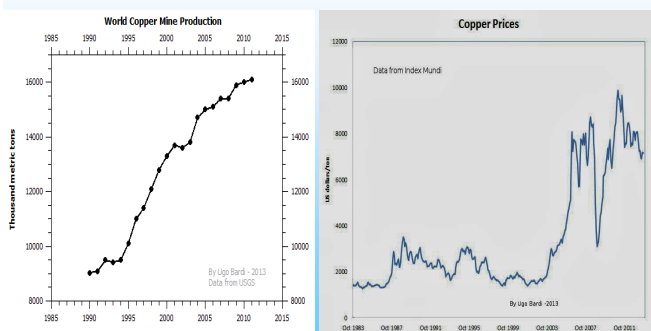 World Copper Mine Production
1985 1990 1995 2000 2005 2010 2015
16000 16000
14000 14000
12000 12000
10000 10000
8000 8000
Thousand metric tons
By Ugo Bardi - 2013
Data from USGS
1985 1990 1995 2000 2005 2010 2015
Copper Prices
12000
Data from Index Mundi
10000
8000
6000
4000
2000
0
US dollars/ton
By Ugo Bardi -2013
Oct 1985 Oct 1987 Oct 1991 Oct 1995 Oct 1999 Oct 2003 Oct 2007 Oct 2011